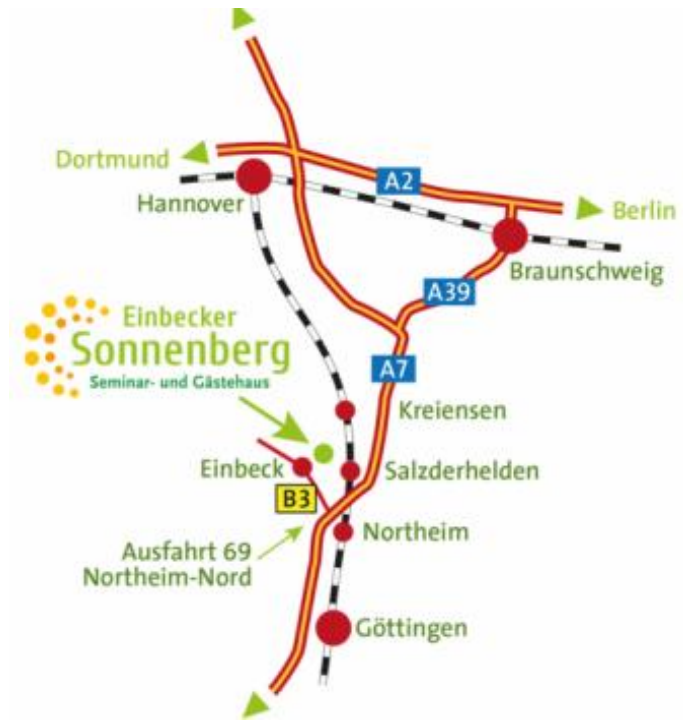 Dortmund
A2
Hannover
Berlin
Braunschweig
A39
Einbecker
Sonnenberg
Seminar- und Gästehaus
A7
Kreiensen
Einbeck
Salzderhelden
B3
Northeim
Ausfahrt 69
Northeim-Nord
Göttingen